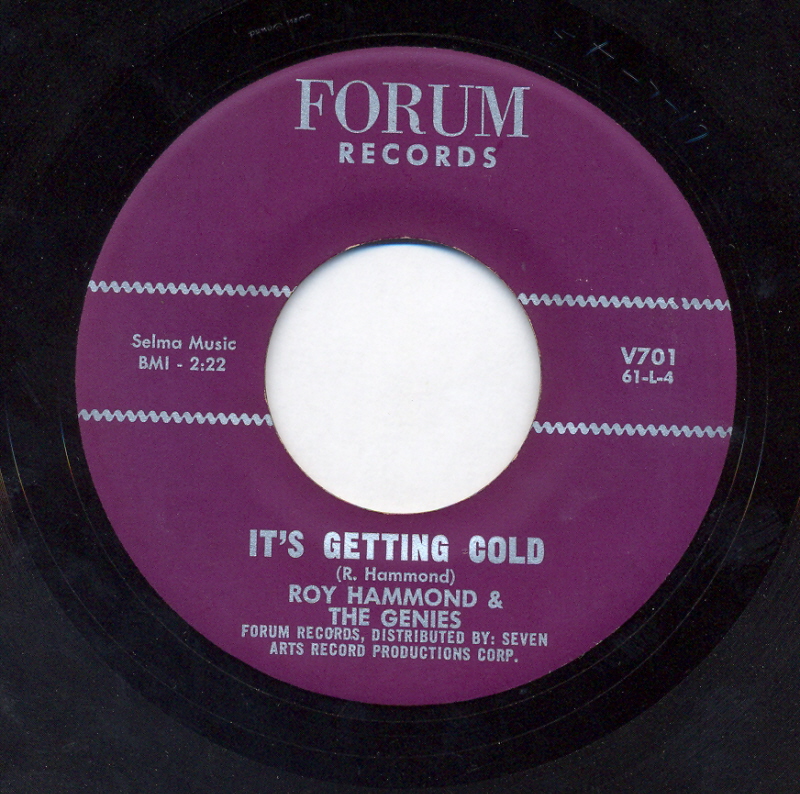 FORUM
RECORDS
Selma Music
BMI - 2:22
V701
61-L-4
IT'S GETTING COLD
(R. Hammond)
ROY HAMMOND &
THE GENIES
FORUM RECORDS, DISTRIBUTED BY: SEVEN
ARTS RECORD PRODUCTIONS CORP.